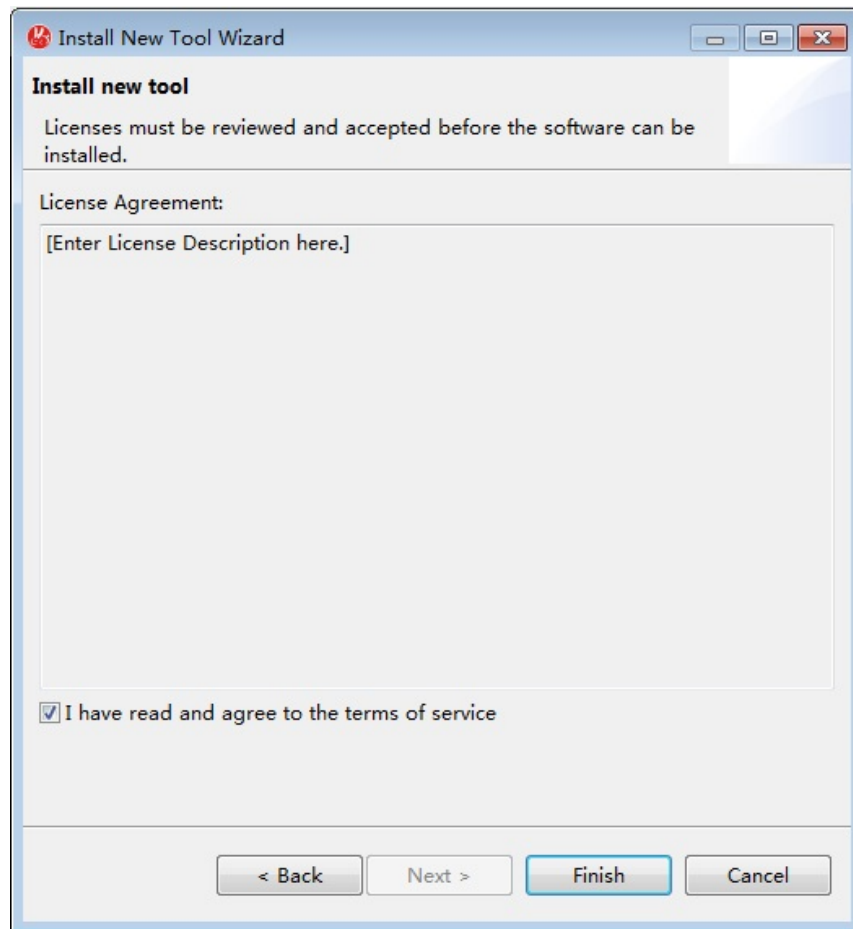 Install New Tool Wizard
Install new tool
Licenses must be reviewed and accepted before the software can be
installed.
License Agreement:
[Enter License Description here.]
I have read and agree to the terms of service
< Back Next > Finish Cancel